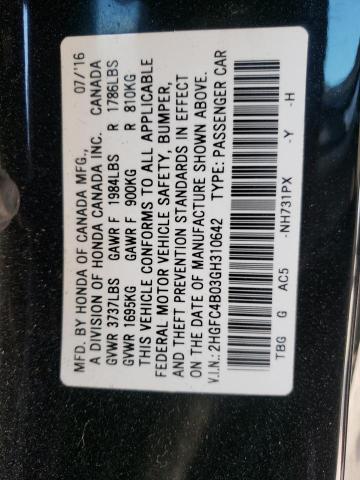 MFD. BY HONDA OF CANADA MFG., 07/'16
A DIVISION OF HONDA CANADA INC. CANADA
GVWR 3737LBS GAWR F 1984LBS R 1786LBS
GVWR 1695KG GAWR F 900KG R 810KG
THIS VEHICLE CONFORMS TO ALL APPLICABLE
FEDERAL MOTOR VEHICLE SAFETY, BUMPER,
AND THEFT PREVENTION STANDARDS IN EFFECT
ON THE DATE OF MANUFACTURE SHOWN ABOVE.
V.I.N.: 2HGFC4B03GH310642 TYPE: PASSENGER CAR
TBG G AC5 -NH731PX -Y -H